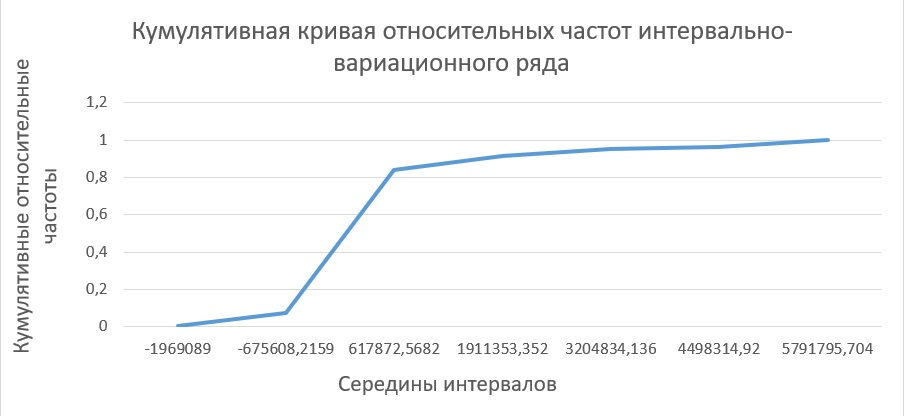 Кумулятивная кривая относительных частот интервально-
вариационного ряда
Кумулятивные относительные
частоты
1,2
1
0,8
0,6
0,4
0,2
0
-1969089
-675608,2159
617872,5682
1911353,352
3204834,136
4498314,92
5791795,704
Середины интервалов